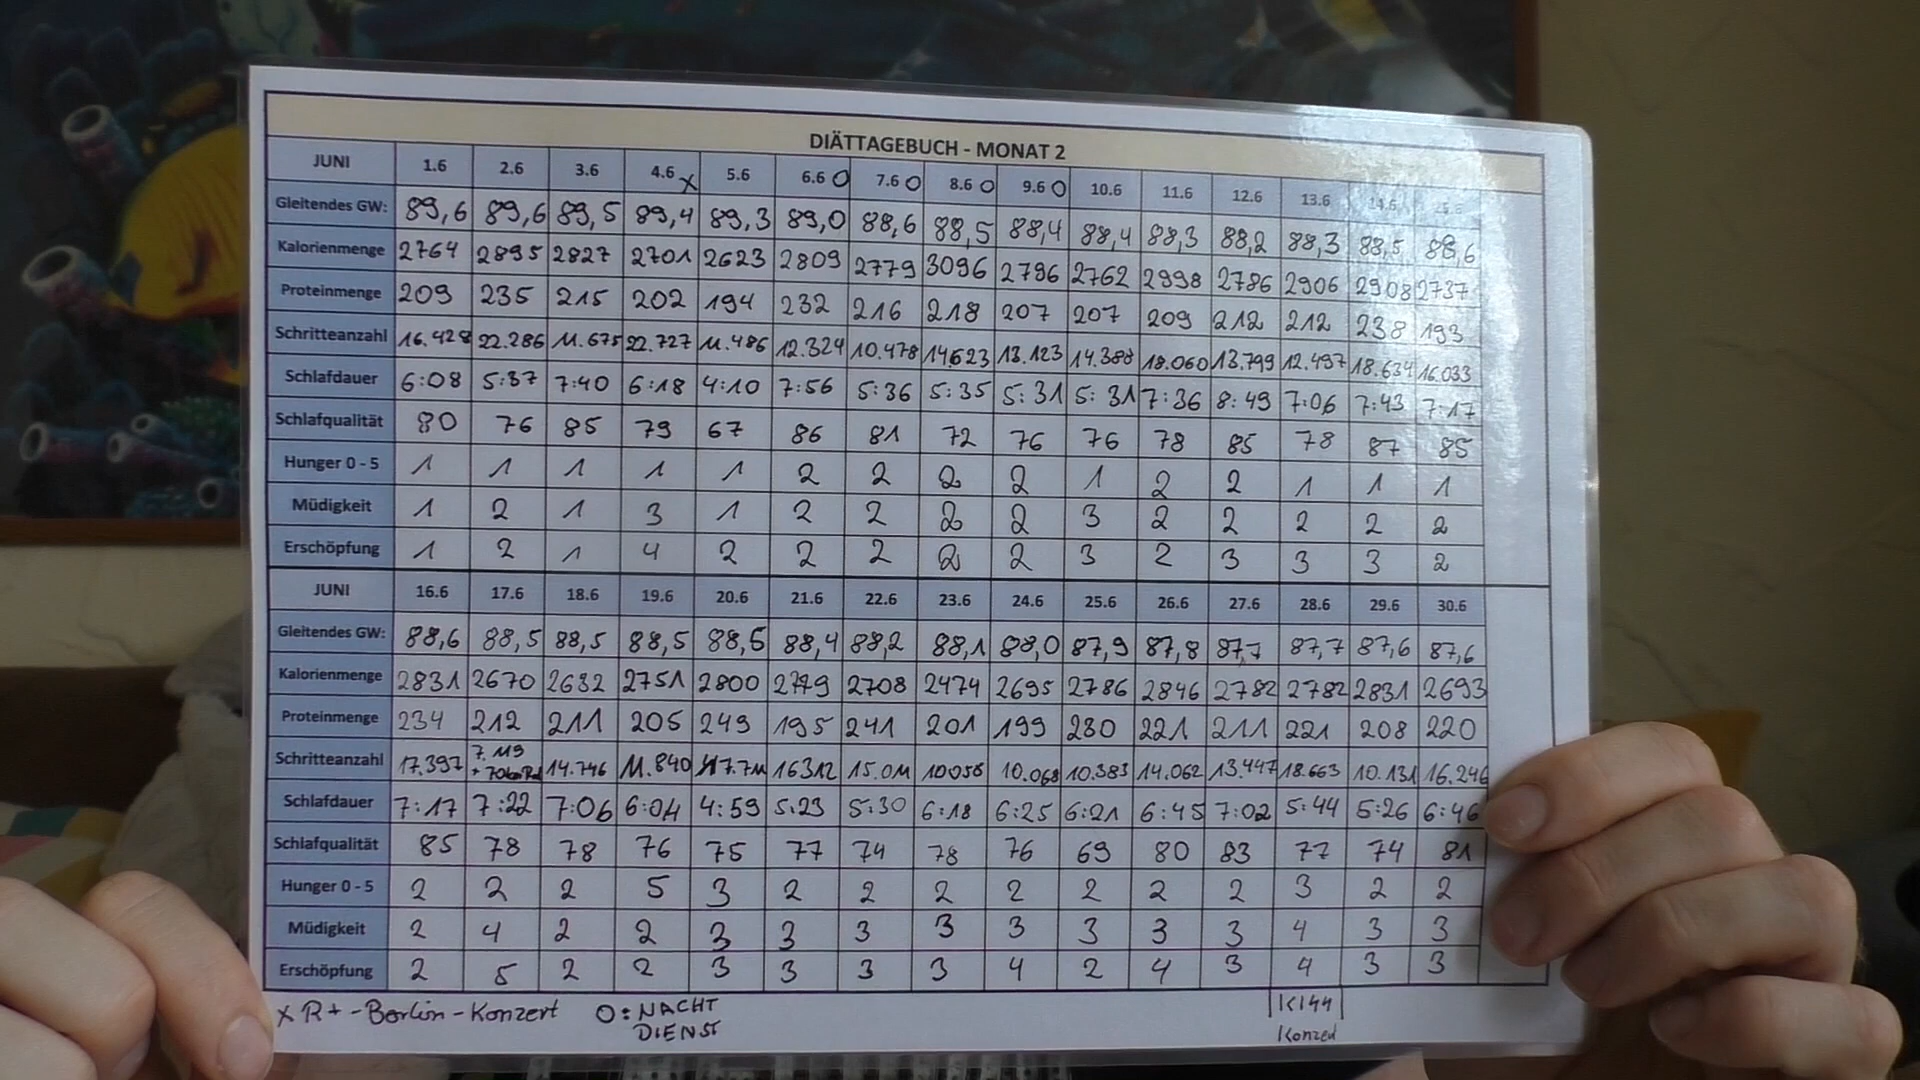 DIÄTTAGEBUCH - MONAT 2
JUNI 1.6 2.6 3.6 4.6 X 5.6 6.6 O 7.6 O 8.6 O 9.6 O 10.6 11.6 12.6 13.6 14.6 15.6
Gleitendes GW: 89,6 89,6 89,5 89,4 89,3 89,0 88,6 88,5 88,4 88,4 88,3 88,2 88,3 88,5 88,6
Kalorienmenge 2764 2895 2827 2701 2623 2809 2779 3096 2796 2762 2998 2786 2906 2908 2737
Proteinmenge 209 235 215 202 194 232 216 218 207 207 209 212 212 238 193
Schritteanzahl 16.428 22.286 11.675 22.727 11.486 12.324 10.478 14623 13.123 14.388 18.060 13.799 12.497 18.634 16.033
Schlafdauer 6:08 5:37 7:40 6:18 4:10 7:56 5:36 5:35 5:31 5:31 7:36 8:49 7:06 7:43 7:17
Schlafqualität 80 76 85 79 67 86 81 72 76 76 78 85 78 87 85
Hunger 0 - 5 1 1 1 1 1 2 2 2 2 1 2 2 1 1 1
Müdigkeit 1 2 1 3 1 2 2 2 2 3 2 2 2 2 2
Erschöpfung 1 2 1 4 2 2 2 2 2 3 2 3 3 3 2
JUNI 16.6 17.6 18.6 19.6 20.6 21.6 22.6 23.6 24.6 25.6 26.6 27.6 28.6 29.6 30.6
Gleitendes GW: 88,6 88,5 88,5 88,5 88,5 88,4 88,2 88,1 88,0 87,9 87,8 87,7 87,7 87,6 87,6
Kalorienmenge 2831 2670 2632 2751 2800 2749 2708 2474 2695 2786 2846 2782 2782 2831 2693
Proteinmenge 234 212 211 205 249 195 241 201 199 230 221 211 221 208 220
Schritteanzahl 17.397 7.119 + 70km Rad 14.746 11.840 17.711 16312 15.011 10056 10.068 10.383 14.062 13.447 18.663 10.131 16.246
Schlafdauer 7:17 7:22 7:06 6:04 4:59 5:23 5:30 6:18 6:25 6:21 6:45 7:02 5:44 5:26 6:46
Schlafqualität 85 78 78 76 75 77 74 78 76 69 80 83 77 74 81
Hunger 0 - 5 2 2 2 5 3 2 2 2 2 2 2 2 3 2 2
Müdigkeit 2 4 2 2 3 3 3 3 3 3 3 3 4 3 3
Erschöpfung 2 5 2 2 3 3 3 3 4 2 4 3 4 3 3
X R+-Berlin-Konzert O: NACHT
DIENST
KI44
Konzert